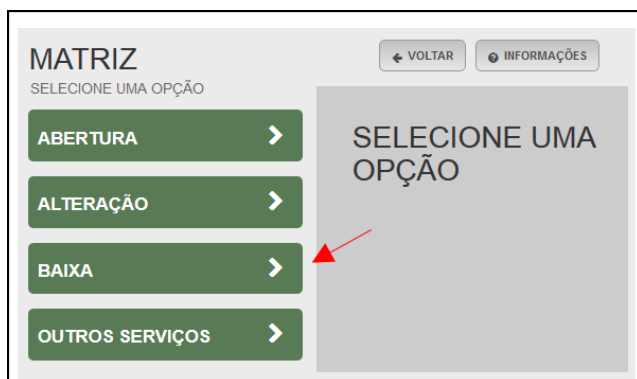 MATRIZ
SELECIONE UMA OPÇÃO
VOLTAR
INFORMAÇÕES
ABERTURA
ALTERAÇÃO
BAIXA
OUTROS SERVIÇOS
SELECIONE UMA
OPÇÃO